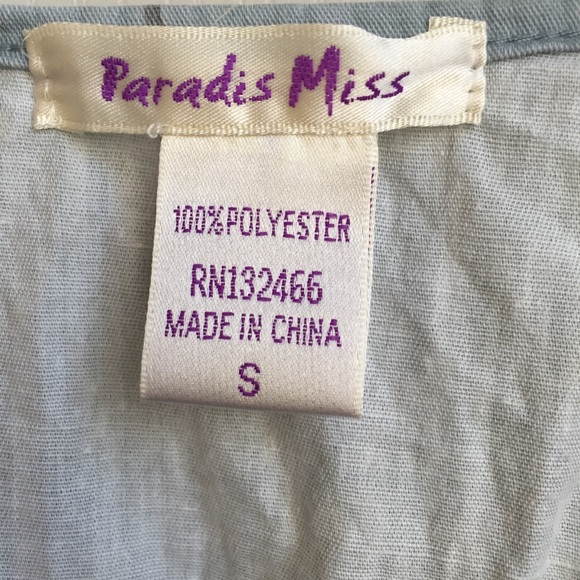 Paradis Miss
100%POLYESTER
RN132466
MADE IN CHINA
S